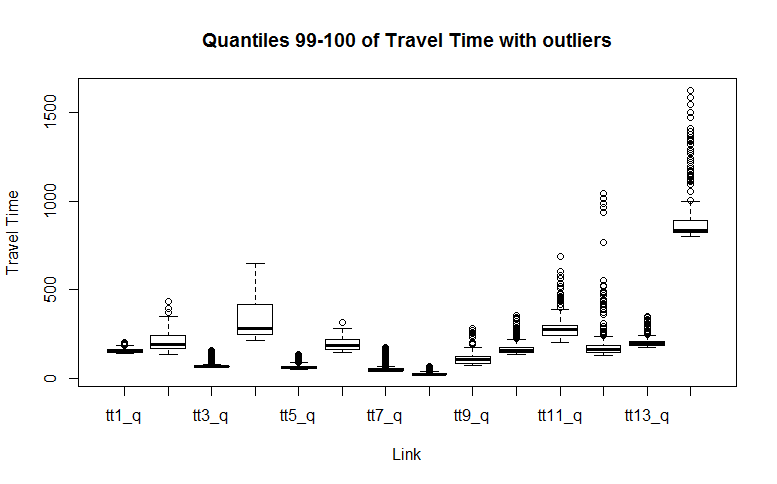 Quantiles 99-100 of Travel Time with outliers
Travel Time
1500
1000
500
0
tt1_q tt3_q tt5_q tt7_q tt9_q tt11_q tt13_q
Link